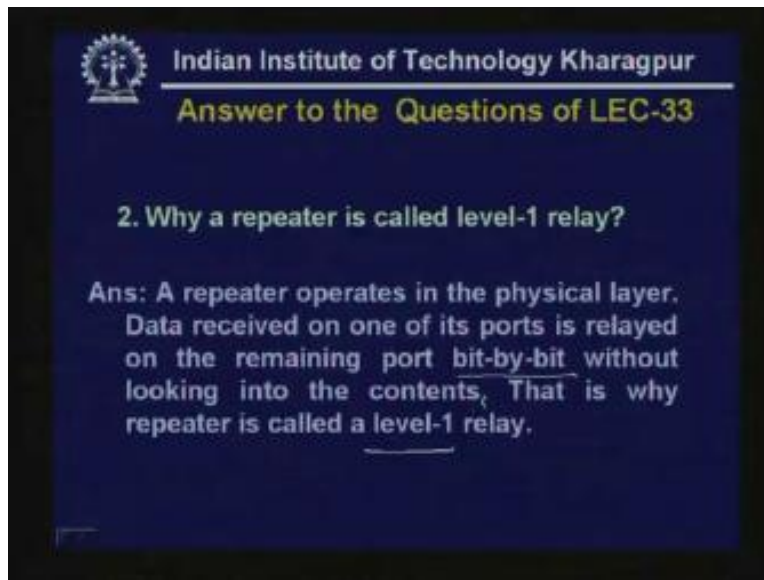 Indian Institute of Technology Kharagpur
Answer to the Questions of LEC-33
2. Why a repeater is called level-1 relay?
Ans: A repeater operates in the physical layer.
Data received on one of its ports is relayed
on the remaining port bit-by-bit without
looking into the contents. That is why
repeater is called a level-1 relay.